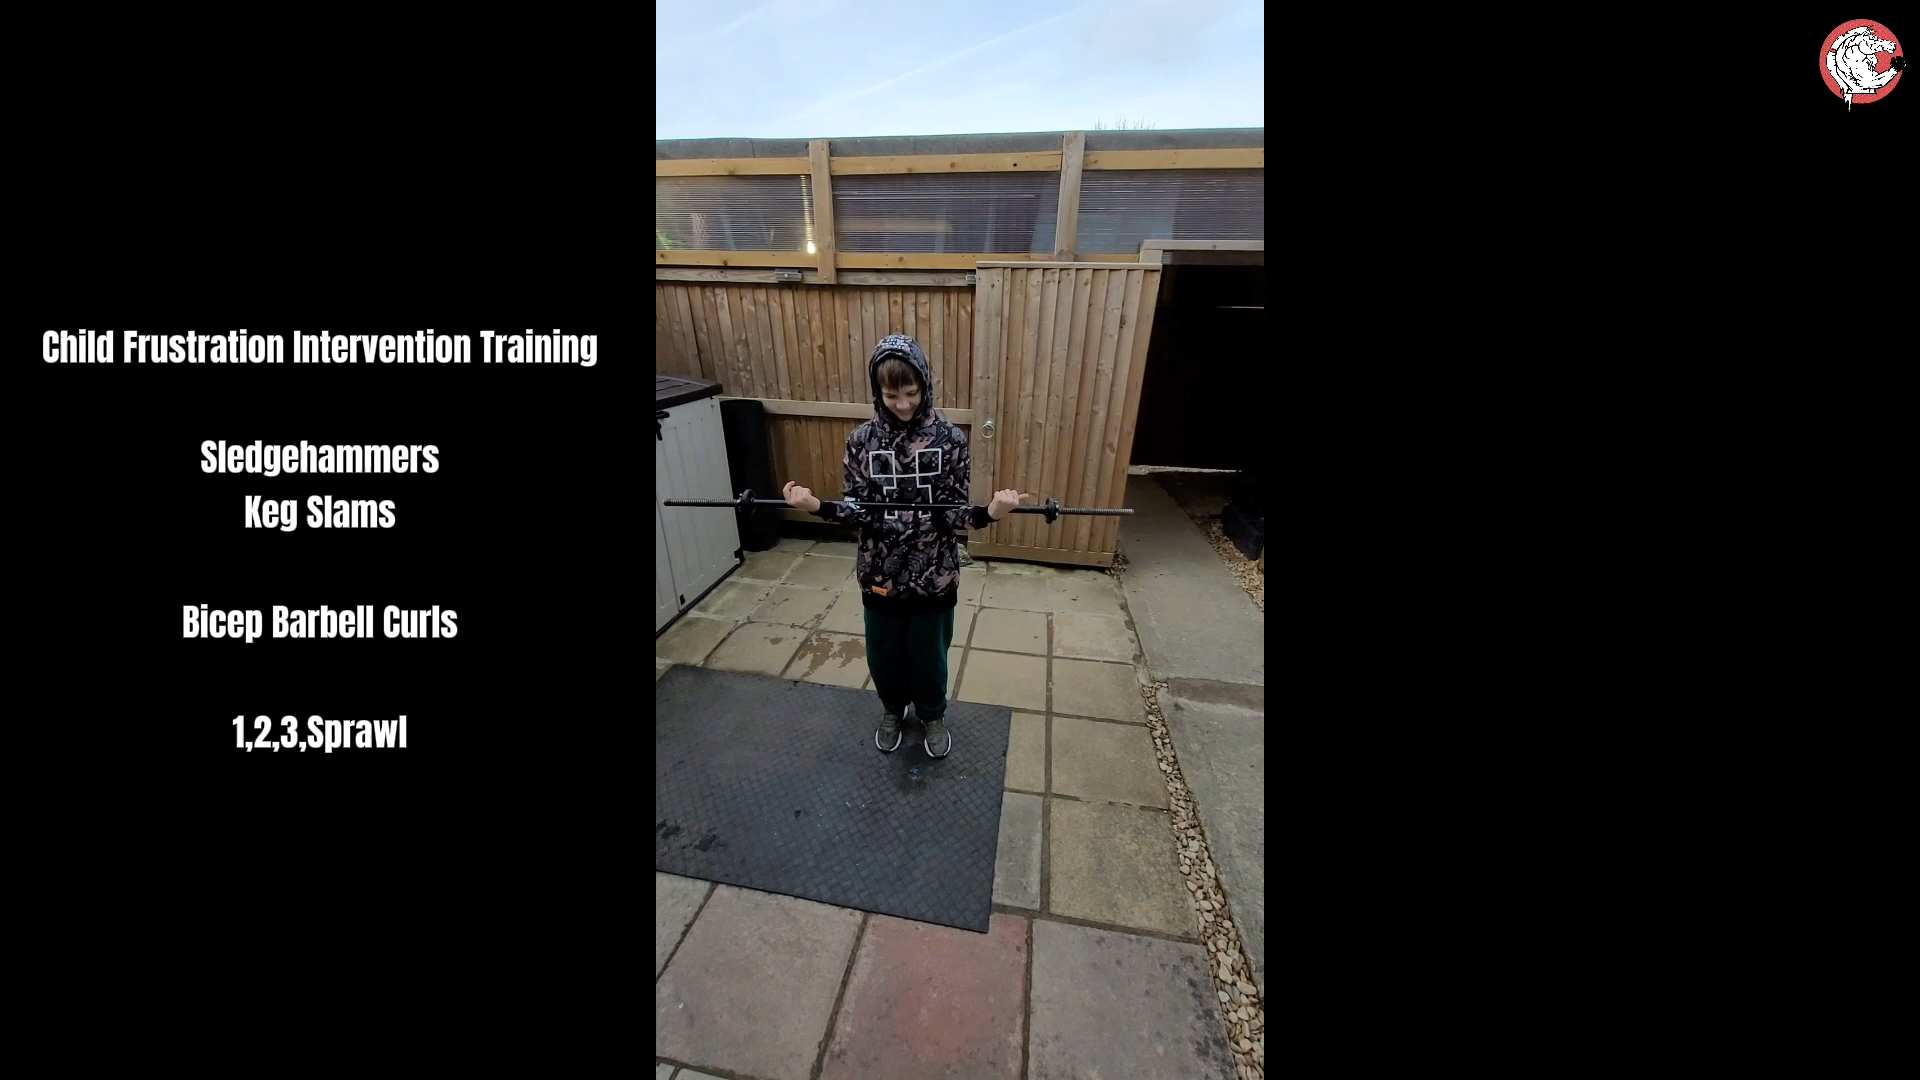 Child Frustration Intervention Training
Sledgehammers
Keg Slams
Bicep Barbell Curls
1,2,3,Sprawl